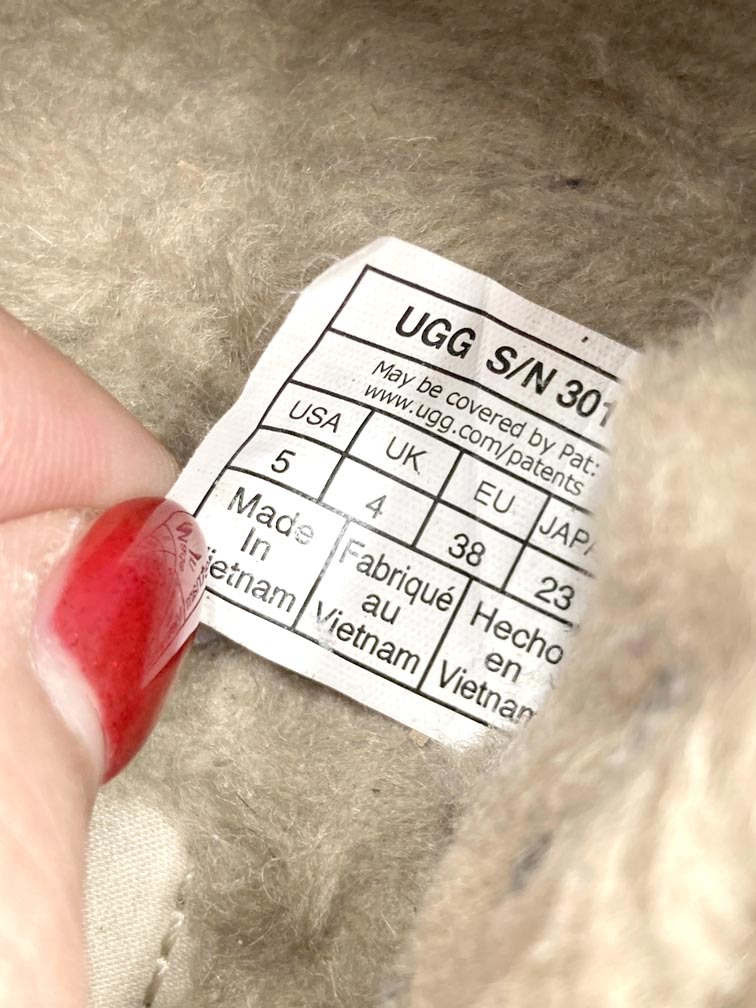 UGG S/N 301
May be covered by Pat:
www.ugg.com/patents
USA UK EU JAPA
5 4 38 23
Made In Vietnam
Fabriqué au Vietnam
Hecho en Vietnam